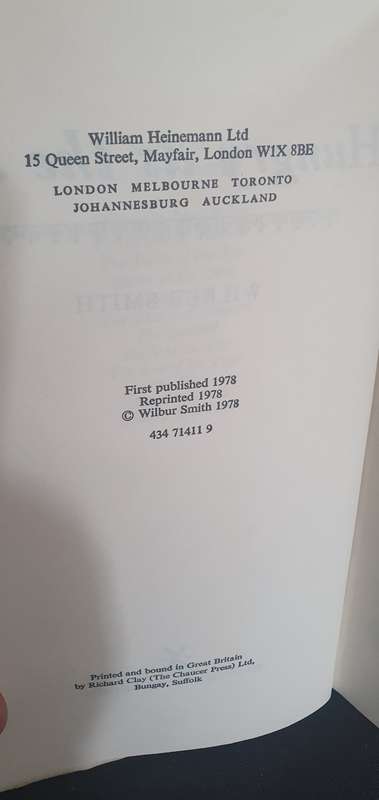 William Heinemann Ltd
15 Queen Street, Mayfair, London W1X 8BE
LONDON MELBOURNE TORONTO
JOHANNESBURG AUCKLAND
First published 1978
Reprinted 1978
© Wilbur Smith 1978
434 71411 9
Printed and bound in Great Britain
by Richard Clay (The Chaucer Press) Ltd,
Bungay, Suffolk